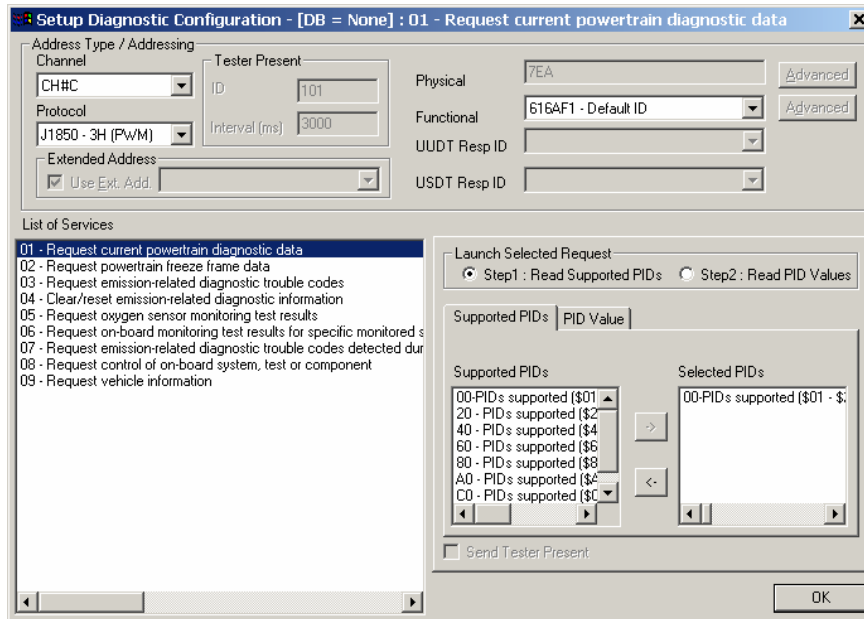 Setup Diagnostic Configuration - [DB = None] : 01 - Request current powertrain diagnostic data
Address Type / Addressing
Channel
CH#C
Protocol
J1850 - 3H (PWM)
Tester Present
ID
101
Interval (ms)
3000
Extended Address
Use Ext. Add.
Physical
7EA
Advanced
Functional
616AF1 - Default ID
Advanced
UUDT Resp ID
USDT Resp ID
List of Services
01 - Request current powertrain diagnostic data
02 - Request powertrain freeze frame data
03 - Request emission-related diagnostic trouble codes
04 - Clear/reset emission-related diagnostic information
05 - Request oxygen sensor monitoring test results
06 - Request on-board monitoring test results for specific monitored s
07 - Request emission-related diagnostic trouble codes detected dur
08 - Request control of on-board system, test or component
09 - Request vehicle information
Launch Selected Request
Step1 : Read Supported PIDs
Step2 : Read PID Values
Supported PIDs
PID Value
Supported PIDs
00-PIDs supported ($01
20 - PIDs supported ($2
40 - PIDs supported ($4
60 - PIDs supported ($6
80 - PIDs supported ($8
A0 - PIDs supported ($A
C0 - PIDs supported ($C
->
<-
Selected PIDs
00-PIDs supported ($01 - $2
Send Tester Present
OK